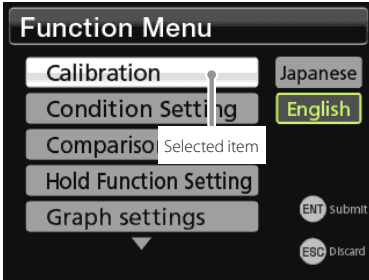 Function Menu
Calibration
Japanese
Condition Setting
English
Selected item
Hold Function Setting
Graph settings
ENT Submit
ESC Discard